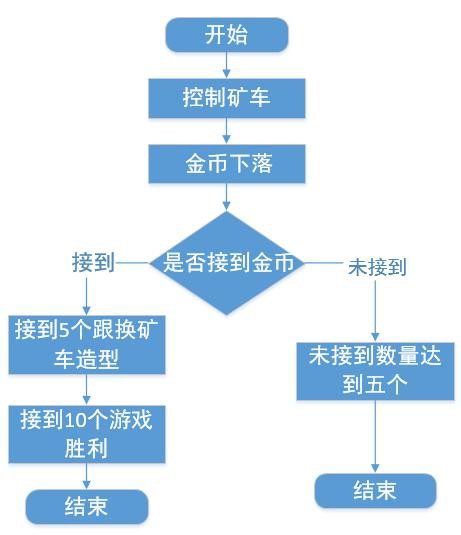 开始
控制矿车
金币下落
是否接到金币
接到
未接到
接到5个跟换矿
车造型
未接到数量达
到五个
接到10个游戏
胜利
结束
结束